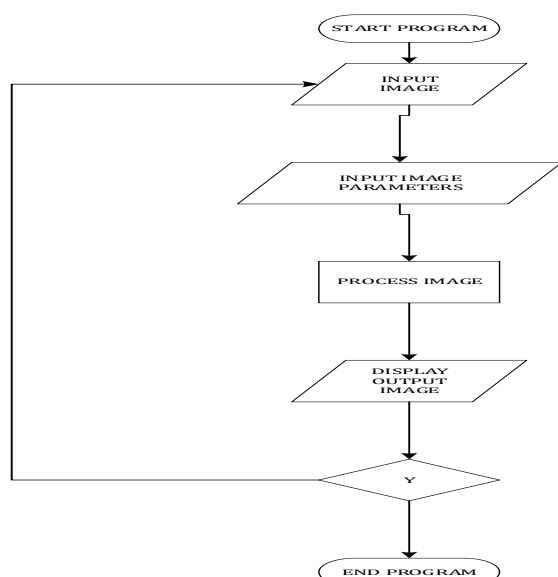 START PROGRAM
INPUT
IMAGE
INPUT IMAGE
PARAMETERS
PROCESS IMAGE
DISPLAY
OUTPUT
IMAGE
Y
END PROGRAM